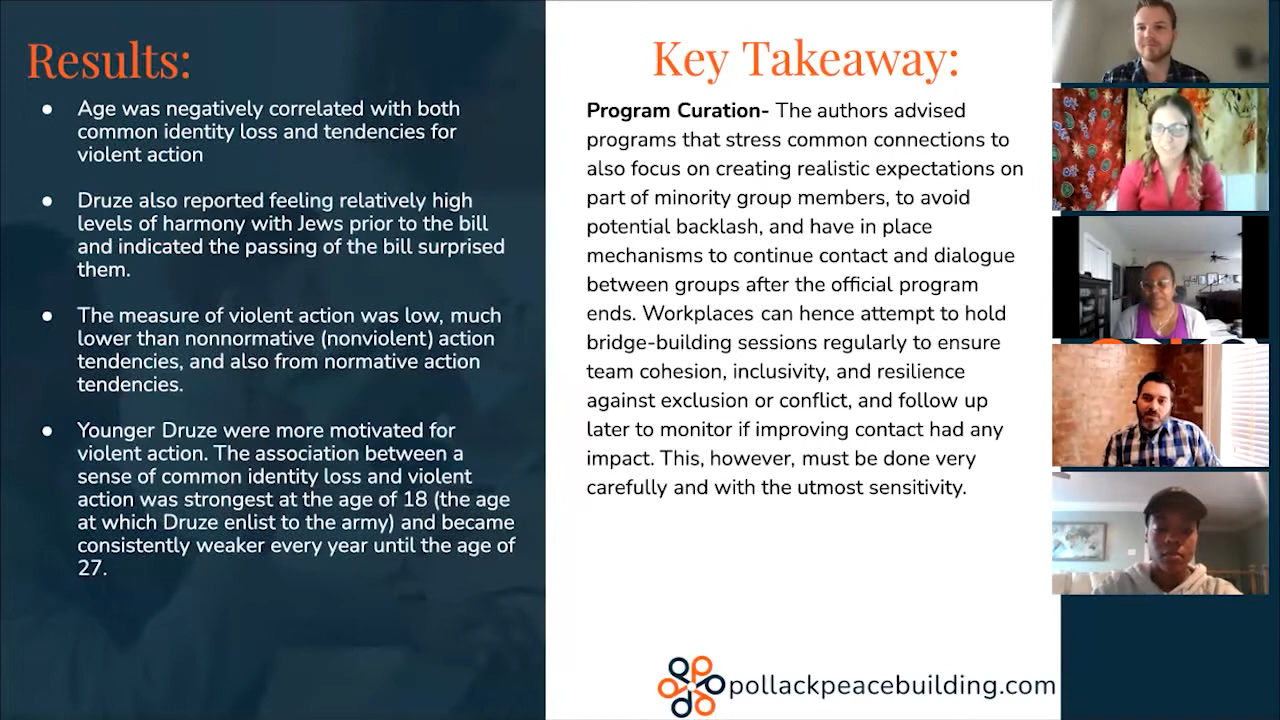 Results:
● Age was negatively correlated with both
common identity loss and tendencies for
violent action
● Druze also reported feeling relatively high
levels of harmony with Jews prior to the bill
and indicated the passing of the bill surprised
them.
● The measure of violent action was low, much
lower than nonnormative (nonviolent) action
tendencies, and also from normative action
tendencies.
● Younger Druze were more motivated for
violent action. The association between a
sense of common identity loss and violent
action was strongest at the age of 18 (the age
at which Druze enlist to the army) and became
consistently weaker every year until the age of
27.
Key Takeaway:
Program Curation- The authors advised
programs that stress common connections to
also focus on creating realistic expectations on
part of minority group members, to avoid
potential backlash, and have in place
mechanisms to continue contact and dialogue
between groups after the official program
ends. Workplaces can hence attempt to hold
bridge-building sessions regularly to ensure
team cohesion, inclusivity, and resilience
against exclusion or conflict, and follow up
later to monitor if improving contact had any
impact. This, however, must be done very
carefully and with the utmost sensitivity.
pollackpeacebuilding.com